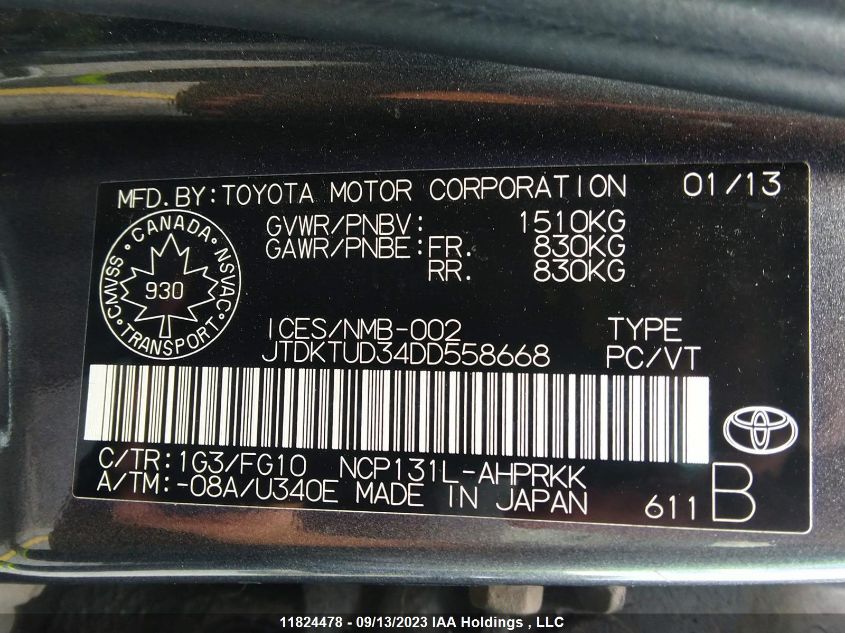 MFD.BY:TOYOTA MOTOR CORPORATION 01/13
GVWR/PNBV: 1510KG
GAWR/PNBE:FR. 830KG
RR. 830KG
CANADA
CMVSS NSVAC
930
TRANSPORT
ICES/NMB-002 TYPE
JTDKTUD34DD558668 PC/VT
C/TR:1G3/FG10 NCP131L-AHPRKK
A/TM:-08A/U340E MADE IN JAPAN 611 B
11824478 - 09/13/2023 IAA Holdings , LLC